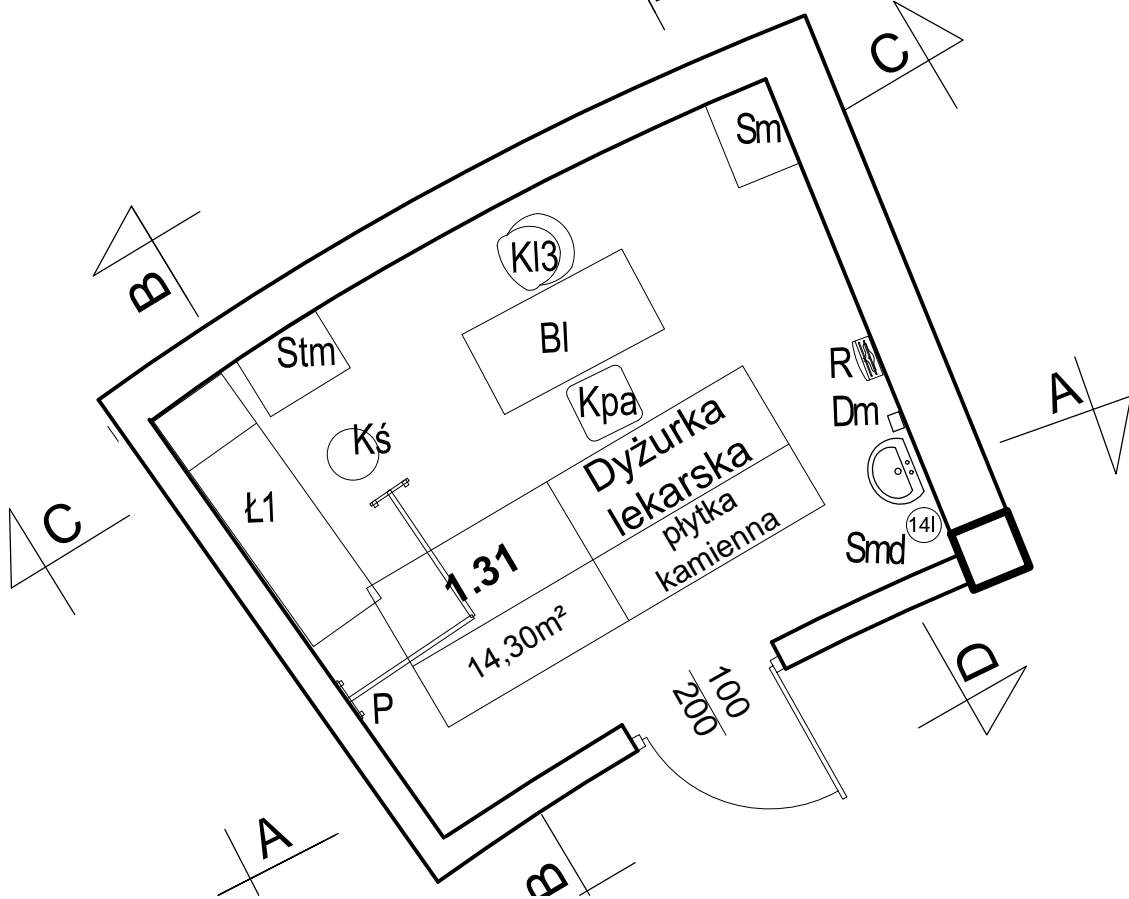 C
Sm
B
Kl3
Stm
Bl
R
Kpa
Dm
A
Kś
Dyżurka
lekarska
Ł1
płytka
kamienna
C
14l
Smd
1.31
14,30m²
D
P
100
200
A
B